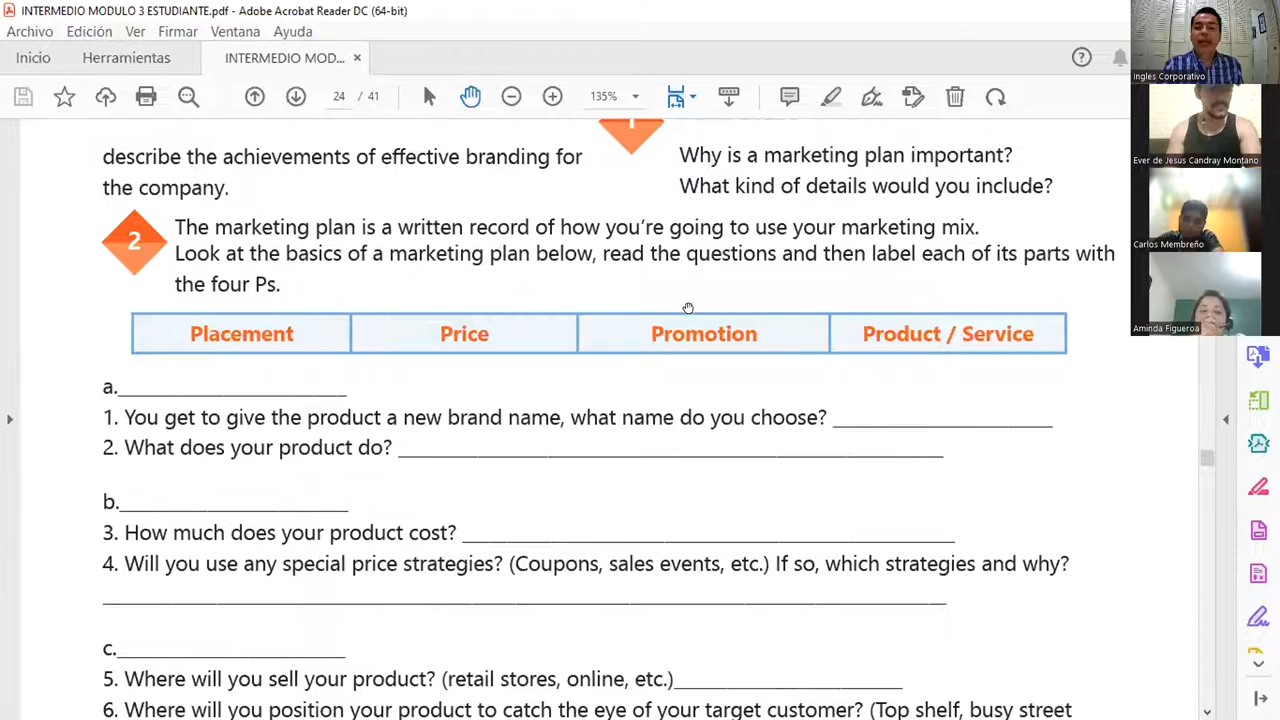 INTERMEDIO MODULO 3 ESTUDIANTE.pdf - Adobe Acrobat Reader DC (64-bit)
Archivo Edición Ver Firmar Ventana Ayuda
Inicio Herramientas INTERMEDIO MOD... ×
24 / 41 135%
describe the achievements of effective branding for
the company.
1
Why is a marketing plan important?
What kind of details would you include?
2
The marketing plan is a written record of how you’re going to use your marketing mix.
Look at the basics of a marketing plan below, read the questions and then label each of its parts with
the four Ps.
Placement Price Promotion Product / Service
a.____________________
1. You get to give the product a new brand name, what name do you choose? ____________________
2. What does your product do? __________________________________________________
b.____________________
3. How much does your product cost? _____________________________________________
4. Will you use any special price strategies? (Coupons, sales events, etc.) If so, which strategies and why?
_____________________________________________________________________________
c.____________________
5. Where will you sell your product? (retail stores, online, etc.)____________________
6. Where will you position your product to catch the eye of your target customer? (Top shelf, busy street
Ingles Corporativo
Ever de Jesus Candray Montano
Carlos Membreño
Aminda Figueroa